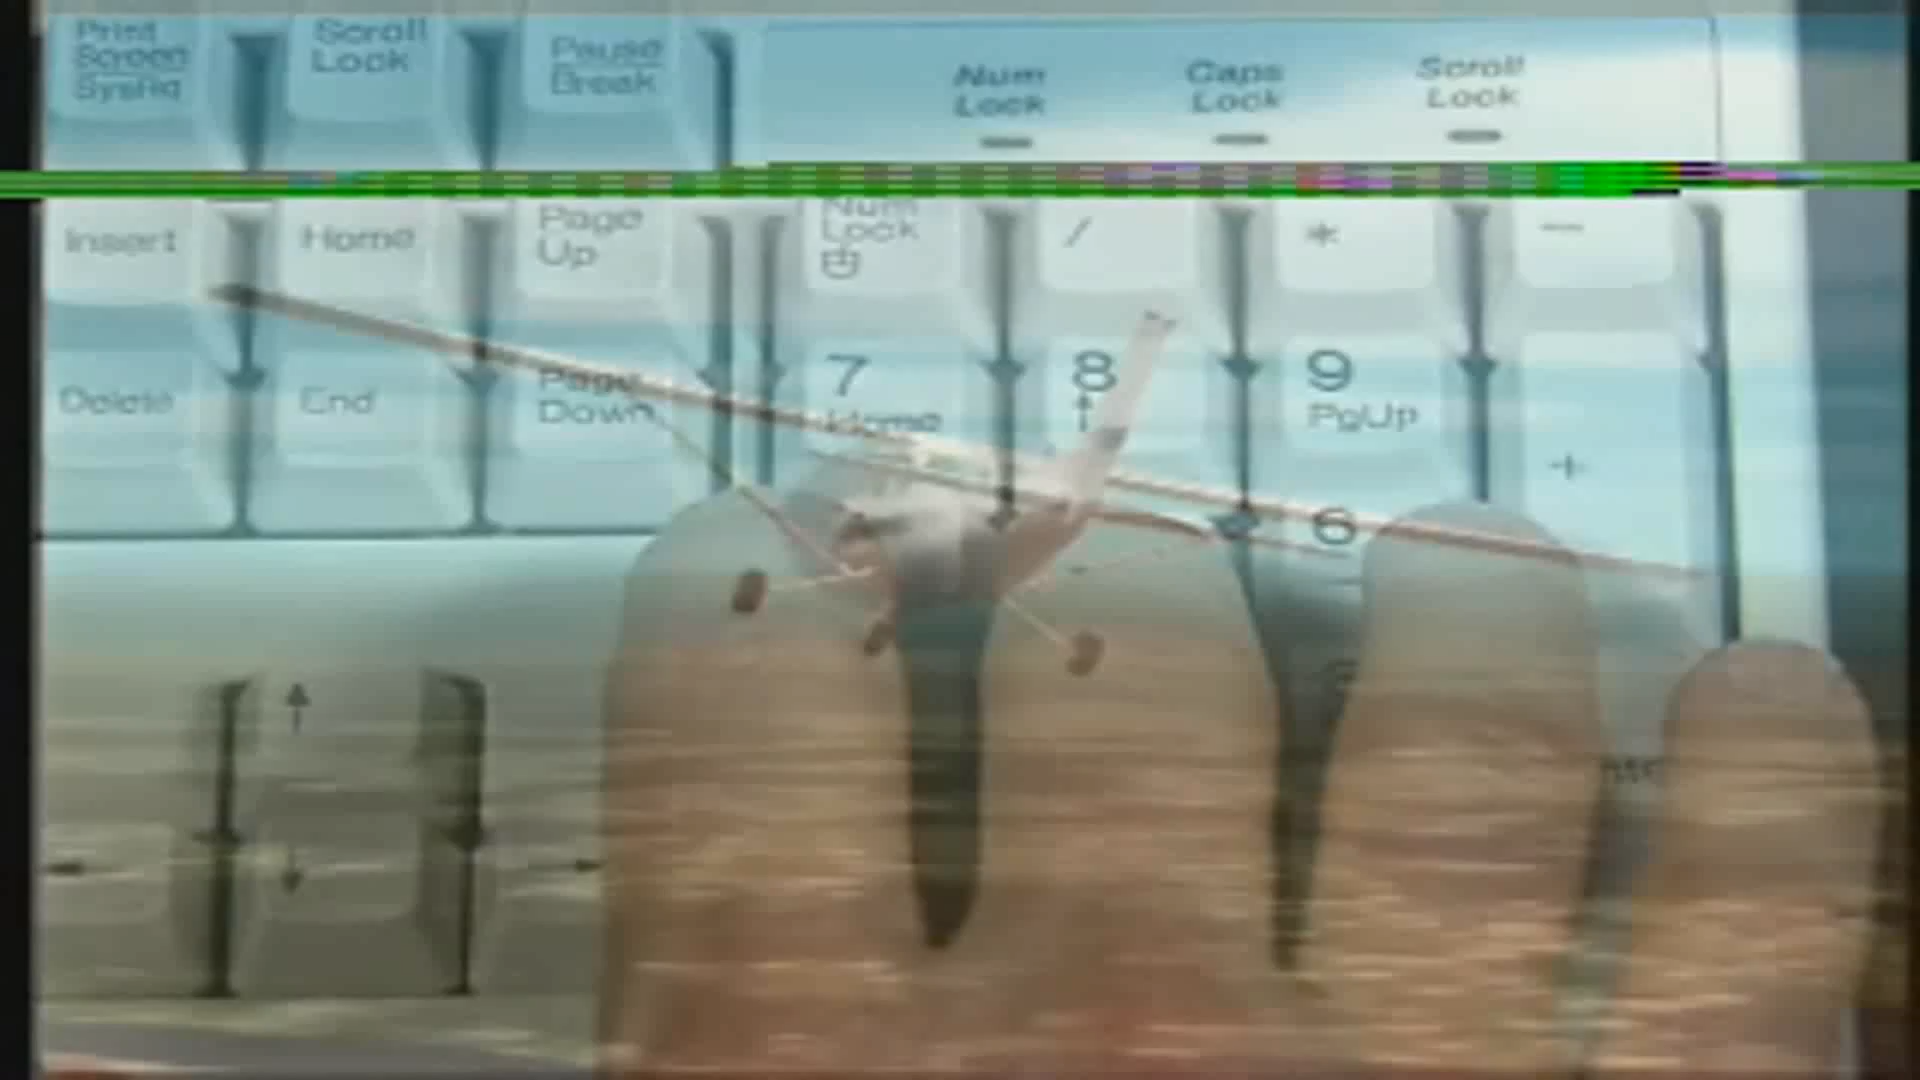 Print
Screen
SysRq
Scroll
Lock
Pause
Break
Num
Lock
Caps
Lock
Scroll
Lock
Insert
Home
Page
Up
Num
Lock
/
*
-
Delete
End
Page
Down
7
Home
8
↑
9
PgUp
+
6
↑
←
↓
→